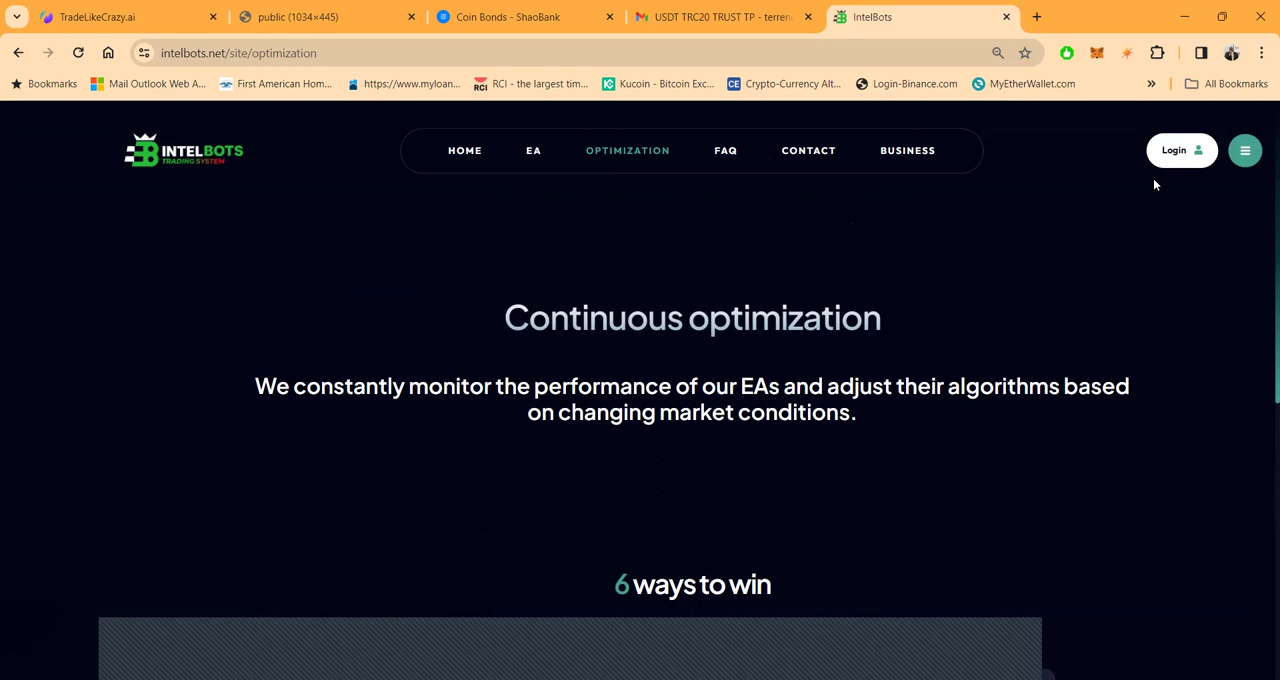 TradeLikeCrazy.ai
public (1034×445)
Coin Bonds - ShaoBank
USDT TRC20 TRUST TP - terren
IntelBots
intelbots.net/site/optimization
Bookmarks
Mail Outlook Web A...
First American Hom...
https://www.myloan...
RCI
RCI - the largest tim...
Kucoin - Bitcoin Exc...
CE
Crypto-Currency Alt...
Login-Binance.com
MyEtherWallet.com
»
All Bookmarks
INTELBOTS
TRADING SYSTEM
HOME
EA
OPTIMIZATION
FAQ
CONTACT
BUSINESS
Login
Continuous optimization
We constantly monitor the performance of our EAs and adjust their algorithms based
on changing market conditions.
6 ways to win